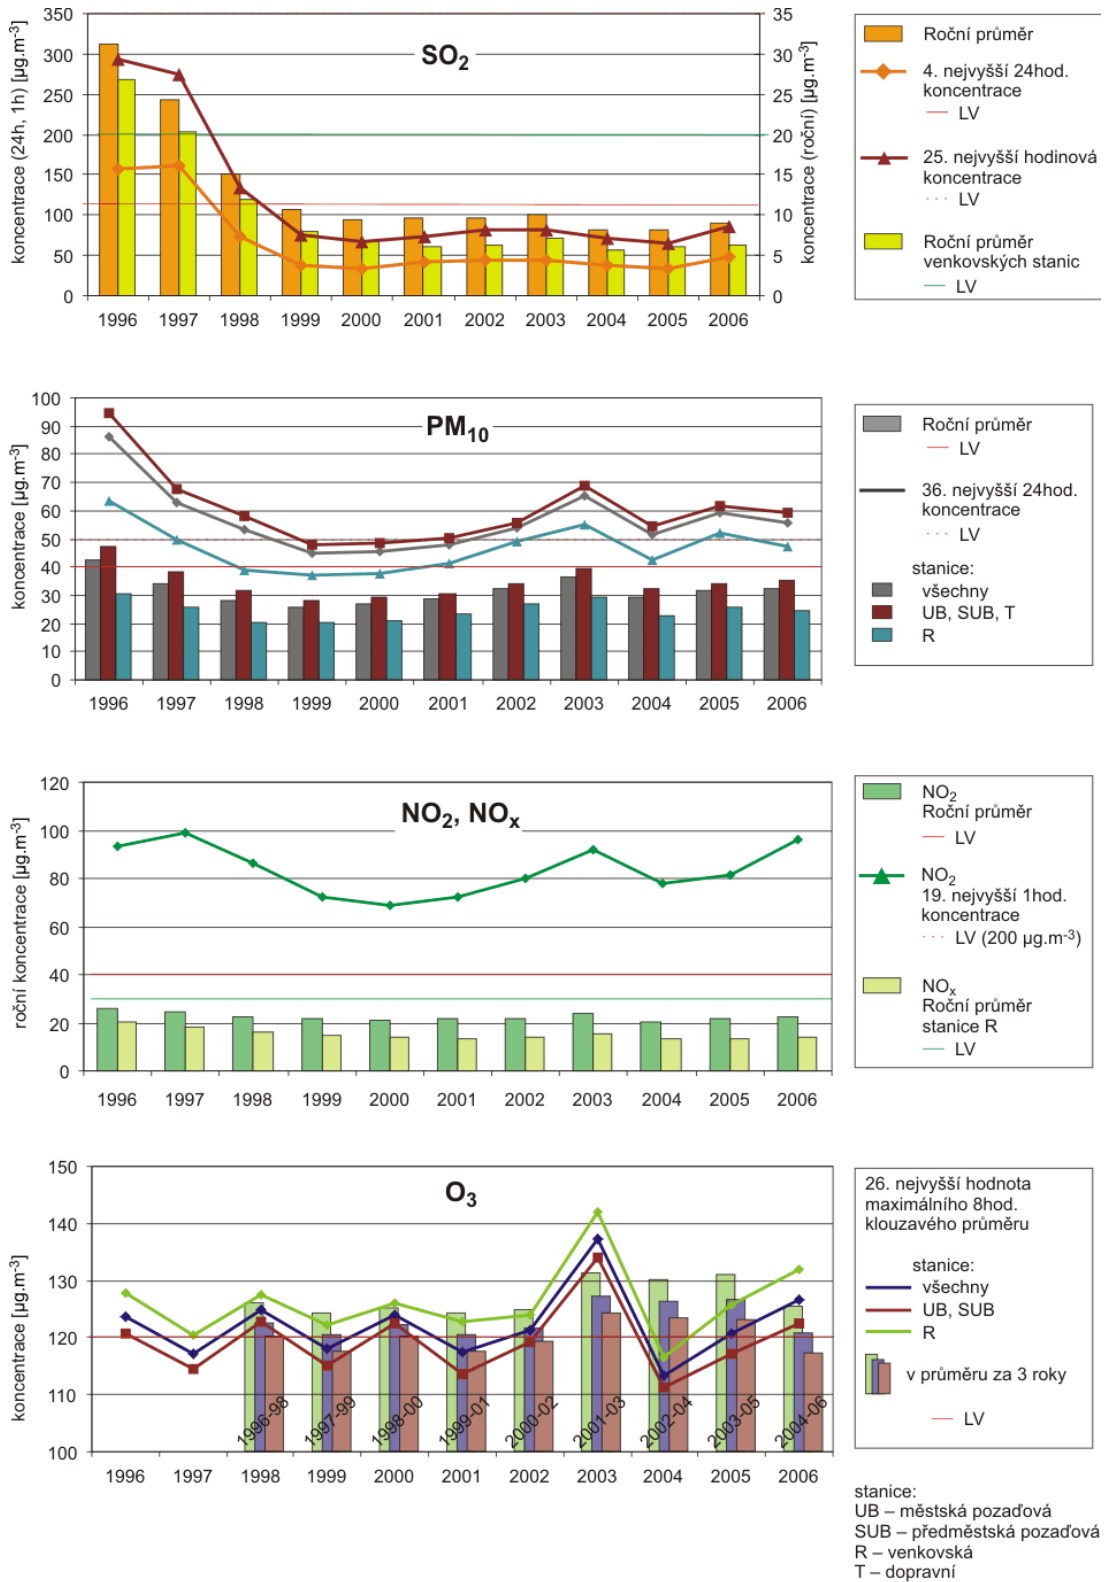 SO₂
koncentrace (24h, 1h) [µg.m⁻³]
350
300
250
200
150
100
50
0
35
30
25
20
15
10
5
0
koncentrace (roční) [µg.m⁻³]
1996 1997 1998 1999 2000 2001 2002 2003 2004 2005 2006
Roční průměr
4. nejvyšší 24hod.
koncentrace
LV
25. nejvyšší hodinová
koncentrace
LV
Roční průměr
venkovských stanic
LV
PM₁₀
koncentrace [µg.m⁻³]
100
90
80
70
60
50
40
30
20
10
0
1996 1997 1998 1999 2000 2001 2002 2003 2004 2005 2006
Roční průměr
LV
36. nejvyšší 24hod.
koncentrace
LV
stanice:
všechny
UB, SUB, T
R
NO₂, NOₓ
roční koncentrace [µg.m⁻³]
120
100
80
60
40
20
0
1996 1997 1998 1999 2000 2001 2002 2003 2004 2005 2006
NO₂
Roční průměr
LV
NO₂
19. nejvyšší 1hod.
koncentrace
LV (200 µg.m⁻³)
NOₓ
Roční průměr
stanice R
LV
O₃
koncentrace [µg.m⁻³]
150
140
130
120
110
100
1996-98 1997-99 1998-00 1999-01 2000-02 2001-03 2002-04 2003-05 2004-06
1996 1997 1998 1999 2000 2001 2002 2003 2004 2005 2006
26. nejvyšší hodnota
maximálního 8hod.
klouzavého průměru
stanice:
všechny
UB, SUB
R
v průměru za 3 roky
LV
stanice:
UB – městská pozaďová
SUB – předměstská pozaďová
R – venkovská
T – dopravní